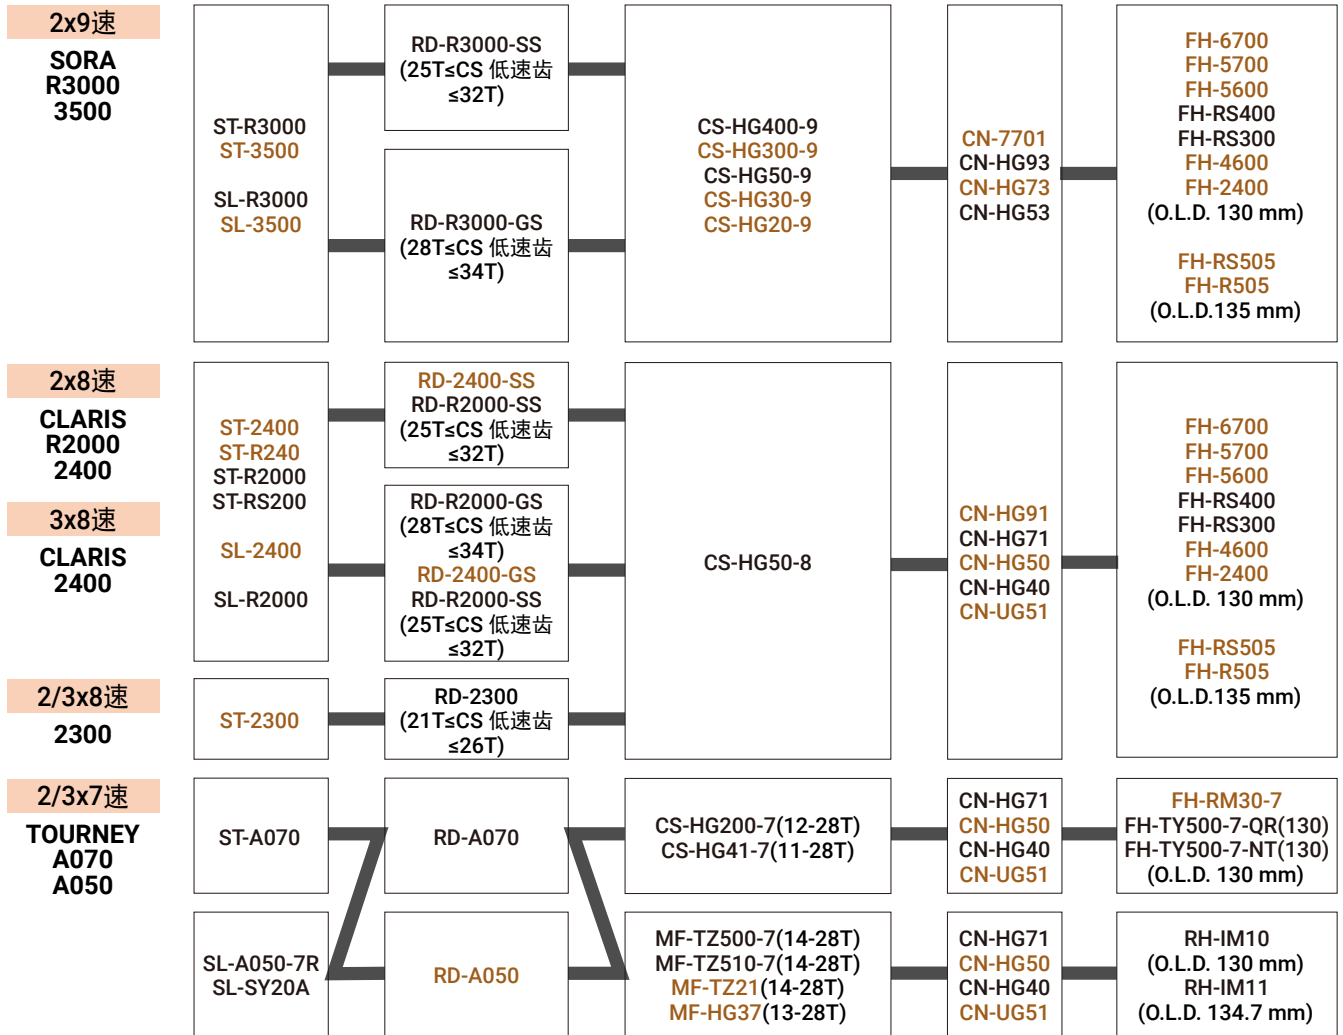 2x9速
SORA
R3000
3500
ST-R3000
ST-3500
SL-R3000
SL-3500
RD-R3000-SS
(25T≤CS 低速齿
≤32T)
RD-R3000-GS
(28T≤CS 低速齿
≤34T)
CS-HG400-9
CS-HG300-9
CS-HG50-9
CS-HG30-9
CS-HG20-9
CN-7701
CN-HG93
CN-HG73
CN-HG53
FH-6700
FH-5700
FH-5600
FH-RS400
FH-RS300
FH-4600
FH-2400
(O.L.D. 130 mm)
FH-RS505
FH-R505
(O.L.D.135 mm)
2x8速
CLARIS
R2000
2400
3x8速
CLARIS
2400
ST-2400
ST-R240
ST-R2000
ST-RS200
SL-2400
SL-R2000
RD-2400-SS
RD-R2000-SS
(25T≤CS 低速齿
≤32T)
RD-R2000-GS
(28T≤CS 低速齿
≤34T)
RD-2400-GS
RD-R2000-SS
(25T≤CS 低速齿
≤32T)
2/3x8速
2300
ST-2300
RD-2300
(21T≤CS 低速齿
≤26T)
CS-HG50-8
CN-HG91
CN-HG71
CN-HG50
CN-HG40
CN-UG51
FH-6700
FH-5700
FH-5600
FH-RS400
FH-RS300
FH-4600
FH-2400
(O.L.D. 130 mm)
FH-RS505
FH-R505
(O.L.D.135 mm)
2/3x7速
TOURNEY
A070
A050
ST-A070
RD-A070
CS-HG200-7(12-28T)
CS-HG41-7(11-28T)
CN-HG71
CN-HG50
CN-HG40
CN-UG51
FH-RM30-7
FH-TY500-7-QR(130)
FH-TY500-7-NT(130)
(O.L.D. 130 mm)
SL-A050-7R
SL-SY20A
RD-A050
MF-TZ500-7(14-28T)
MF-TZ510-7(14-28T)
MF-TZ21(14-28T)
MF-HG37(13-28T)
CN-HG71
CN-HG50
CN-HG40
CN-UG51
RH-IM10
(O.L.D. 130 mm)
RH-IM11
(O.L.D. 134.7 mm)